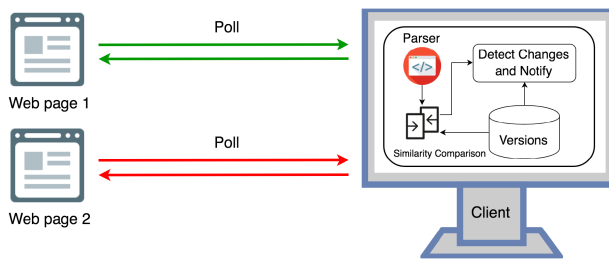 Poll
Web page 1
Poll
Web page 2
Parser
</>
Detect Changes
and Notify
Similarity Comparison
Versions
Client